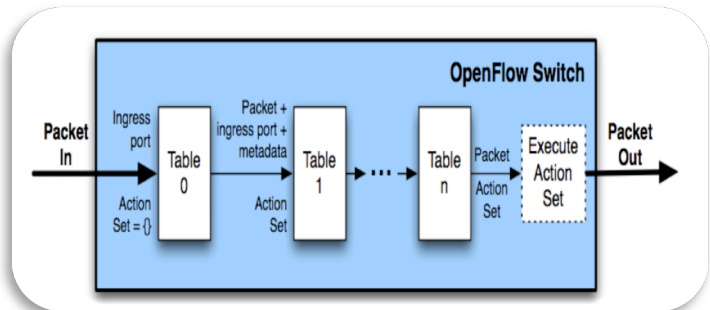 OpenFlow Switch
Packet
In
Ingress
port
Action
Set = {}
Table
0
Packet +
ingress port +
metadata
Action
Set
Table
1
...
Table
n
Packet
Action
Set
Execute
Action
Set
Packet
Out